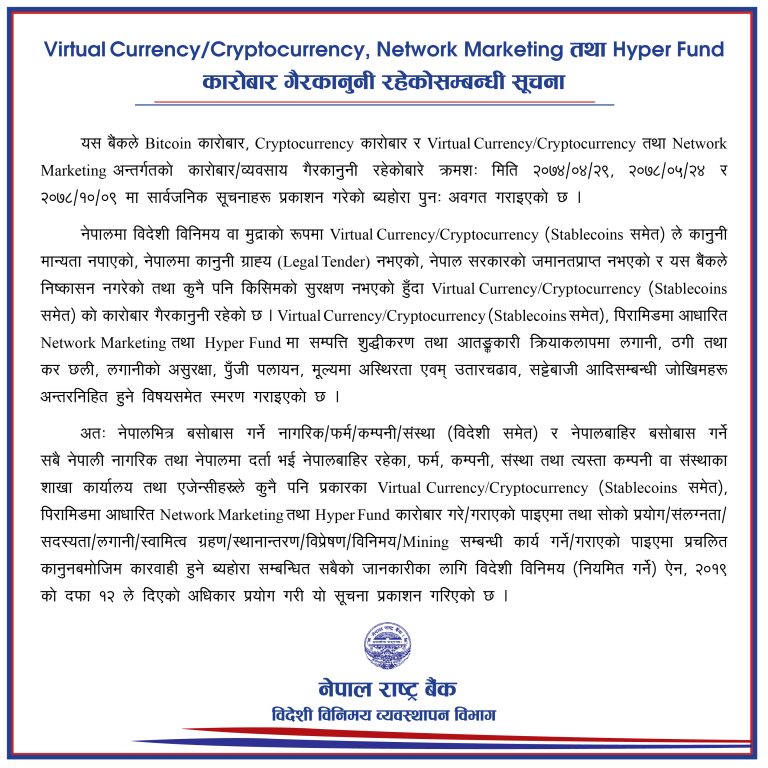 Virtual Currency/Cryptocurrency, Network Marketing तथा Hyper Fund
कारोबार गैरकानुनी रहेकोसम्बन्धी सूचना
यस बैंकले Bitcoin कारोबार, Cryptocurrency कारोबार र Virtual Currency/Cryptocurrency तथा Network
Marketing अन्तर्गतको कारोबार/व्यवसाय गैरकानुनी रहेकोबारे क्रमशः मिति २०७४/०४/२९, २०७८/०५/२४ र
२०७८/१०/०९ मा सार्वजनिक सूचनाहरू प्रकाशन गरेको ब्यहोरा पुनः अवगत गराइएको छ ।
नेपालमा विदेशी विनिमय वा मुद्राको रूपमा Virtual Currency/Cryptocurrency (Stablecoins समेत) ले कानुनी
मान्यता नपाएको, नेपालमा कानुनी ग्राह्य (Legal Tender) नभएको, नेपाल सरकारको जमानतप्राप्त नभएको र यस बैंकले
निष्कासन नगरेको तथा कुनै पनि किसिमको सुरक्षण नभएको हुँदा Virtual Currency/Cryptocurrency (Stablecoins
समेत) को कारोबार गैरकानुनी रहेको छ । Virtual Currency/Cryptocurrency (Stablecoins समेत), पिरामिडमा आधारित
Network Marketing तथा Hyper Fund मा सम्पत्ति शुद्धीकरण तथा आतङ्ककारी क्रियाकलापमा लगानी, ठगी तथा
कर छली, लगानीको असुरक्षा, पुँजी पलायन, मूल्यमा अस्थिरता एवम् उतारचढाव, सट्टेबाजी आदिसम्बन्धी जोखिमहरू
अन्तरनिहित हुने विषयसमेत स्मरण गराइएको छ ।
अतः नेपालभित्र बसोबास गर्ने नागरिक/फर्म/कम्पनी/संस्था (विदेशी समेत) र नेपालबाहिर बसोबास गर्ने
सबै नेपाली नागरिक तथा नेपालमा दर्ता भई नेपालबाहिर रहेका, फर्म, कम्पनी, संस्था तथा त्यस्ता कम्पनी वा संस्थाका
शाखा कार्यालय तथा एजेन्सीहरुले कुनै पनि प्रकारका Virtual Currency/Cryptocurrency (Stablecoins समेत),
पिरामिडमा आधारित Network Marketing तथा Hyper Fund कारोबार गरे/गराएको पाइएमा तथा सोको प्रयोग/संलग्नता/
सदस्यता/लगानी/स्वामित्व ग्रहण/स्थानान्तरण/विप्रेषण/विनिमय/Mining सम्बन्धी कार्य गर्ने/गराएको पाइएमा प्रचलित
कानुनबमोजिम कारवाही हुने ब्यहोरा सम्बन्धित सबैको जानकारीका लागि विदेशी विनिमय (नियमित गर्ने) ऐन, २०१९
को दफा १२ ले दिएको अधिकार प्रयोग गरी यो सूचना प्रकाशन गरिएको छ ।
नेपाल राष्ट्र बैंक
विदेशी विनिमय व्यवस्थापन विभाग